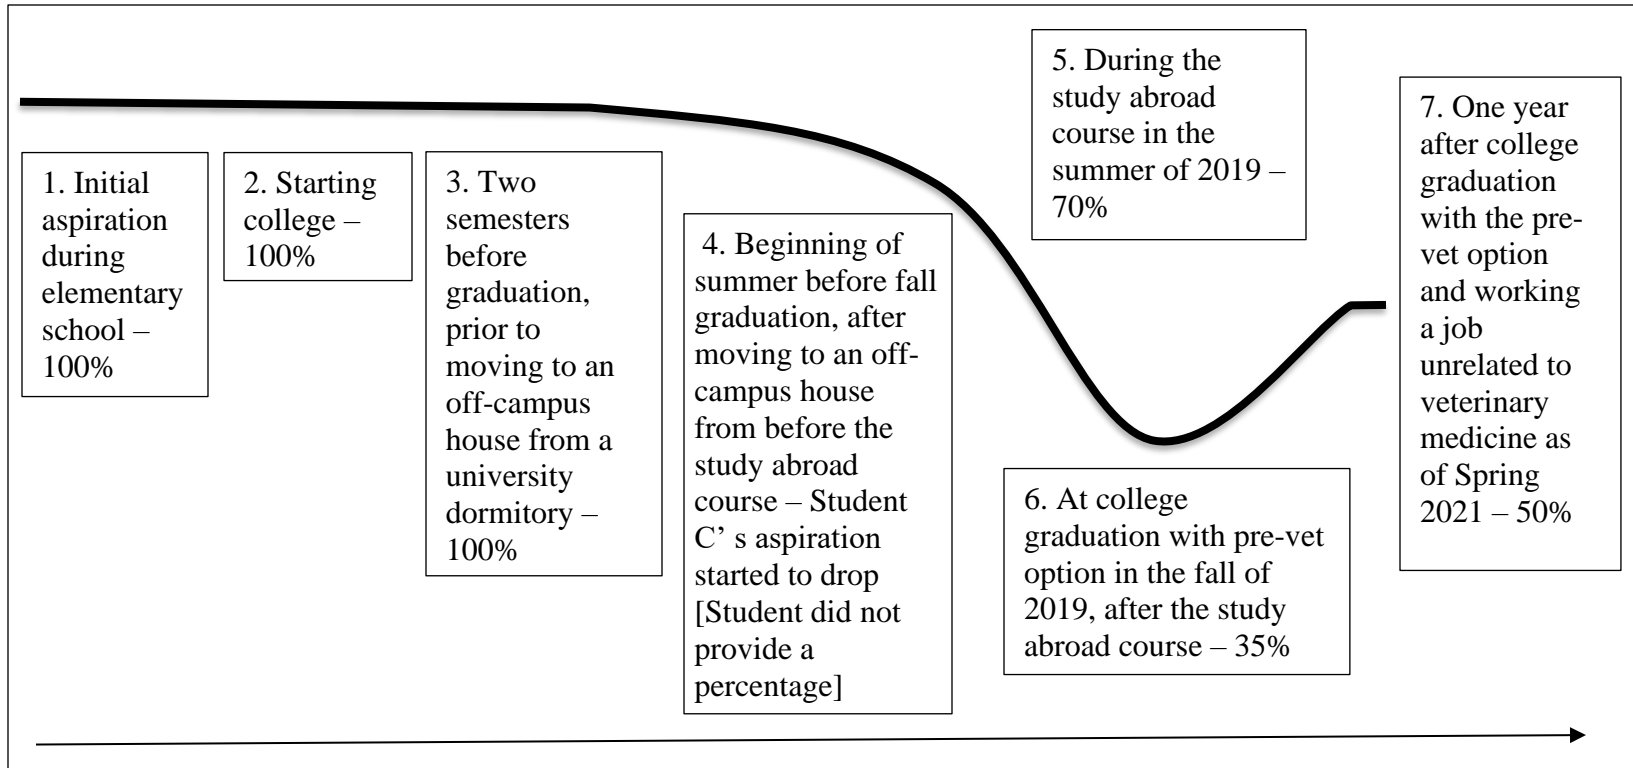 1. Initial
aspiration
during
elementary
school –
100%
2. Starting
college –
100%
3. Two
semesters
before
graduation,
prior to
moving to an
off-campus
house from a
university
dormitory –
100%
4. Beginning of
summer before fall
graduation, after
moving to an off-
campus house
from before the
study abroad
course – Student
C’ s aspiration
started to drop
[Student did not
provide a
percentage]
5. During the
study abroad
course in the
summer of 2019 –
70%
6. At college
graduation with pre-vet
option in the fall of
2019, after the study
abroad course – 35%
7. One year
after college
graduation
with the pre-
vet option
and working
a job
unrelated to
veterinary
medicine as
of Spring
2021 – 50%